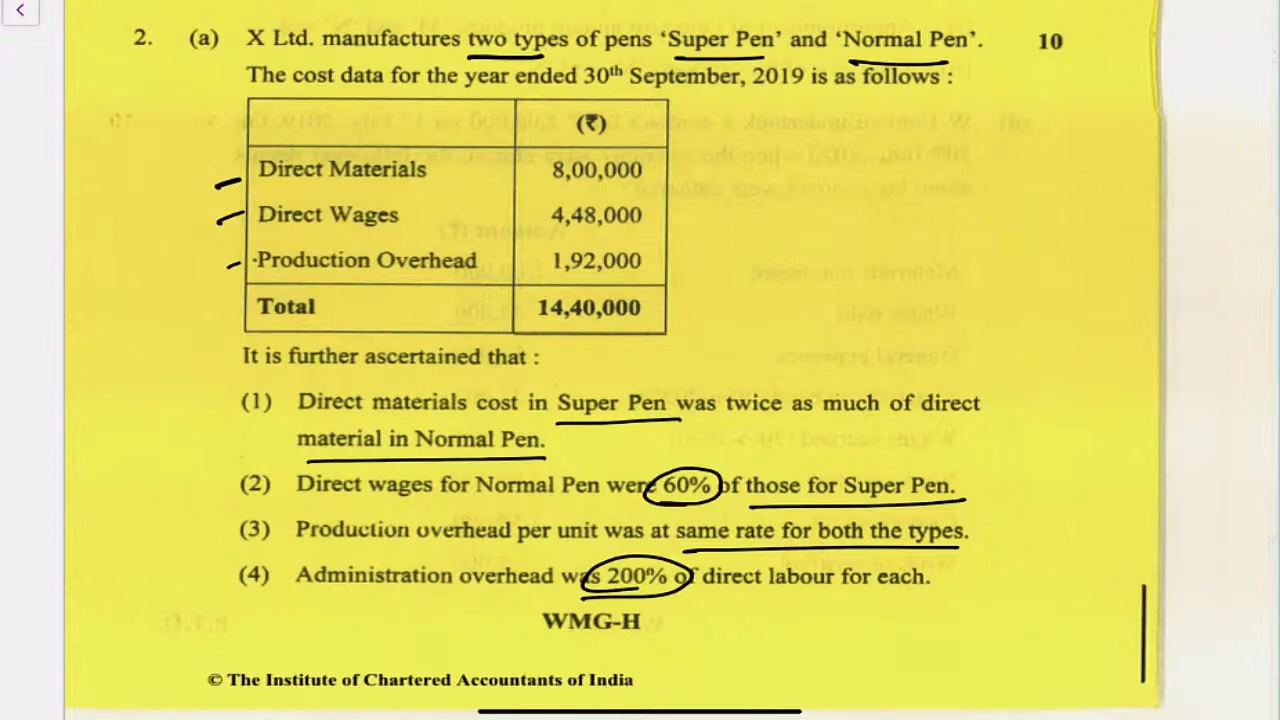 2. (a) X Ltd. manufactures two types of pens ‘Super Pen’ and ‘Normal Pen’. 10
The cost data for the year ended 30th September, 2019 is as follows :
(₹)
Direct Materials 8,00,000
Direct Wages 4,48,000
Production Overhead 1,92,000
Total 14,40,000
It is further ascertained that :
(1) Direct materials cost in Super Pen was twice as much of direct
material in Normal Pen.
(2) Direct wages for Normal Pen were 60% of those for Super Pen.
(3) Production overhead per unit was at same rate for both the types.
(4) Administration overhead was 200% of direct labour for each.
WMG-H
© The Institute of Chartered Accountants of India